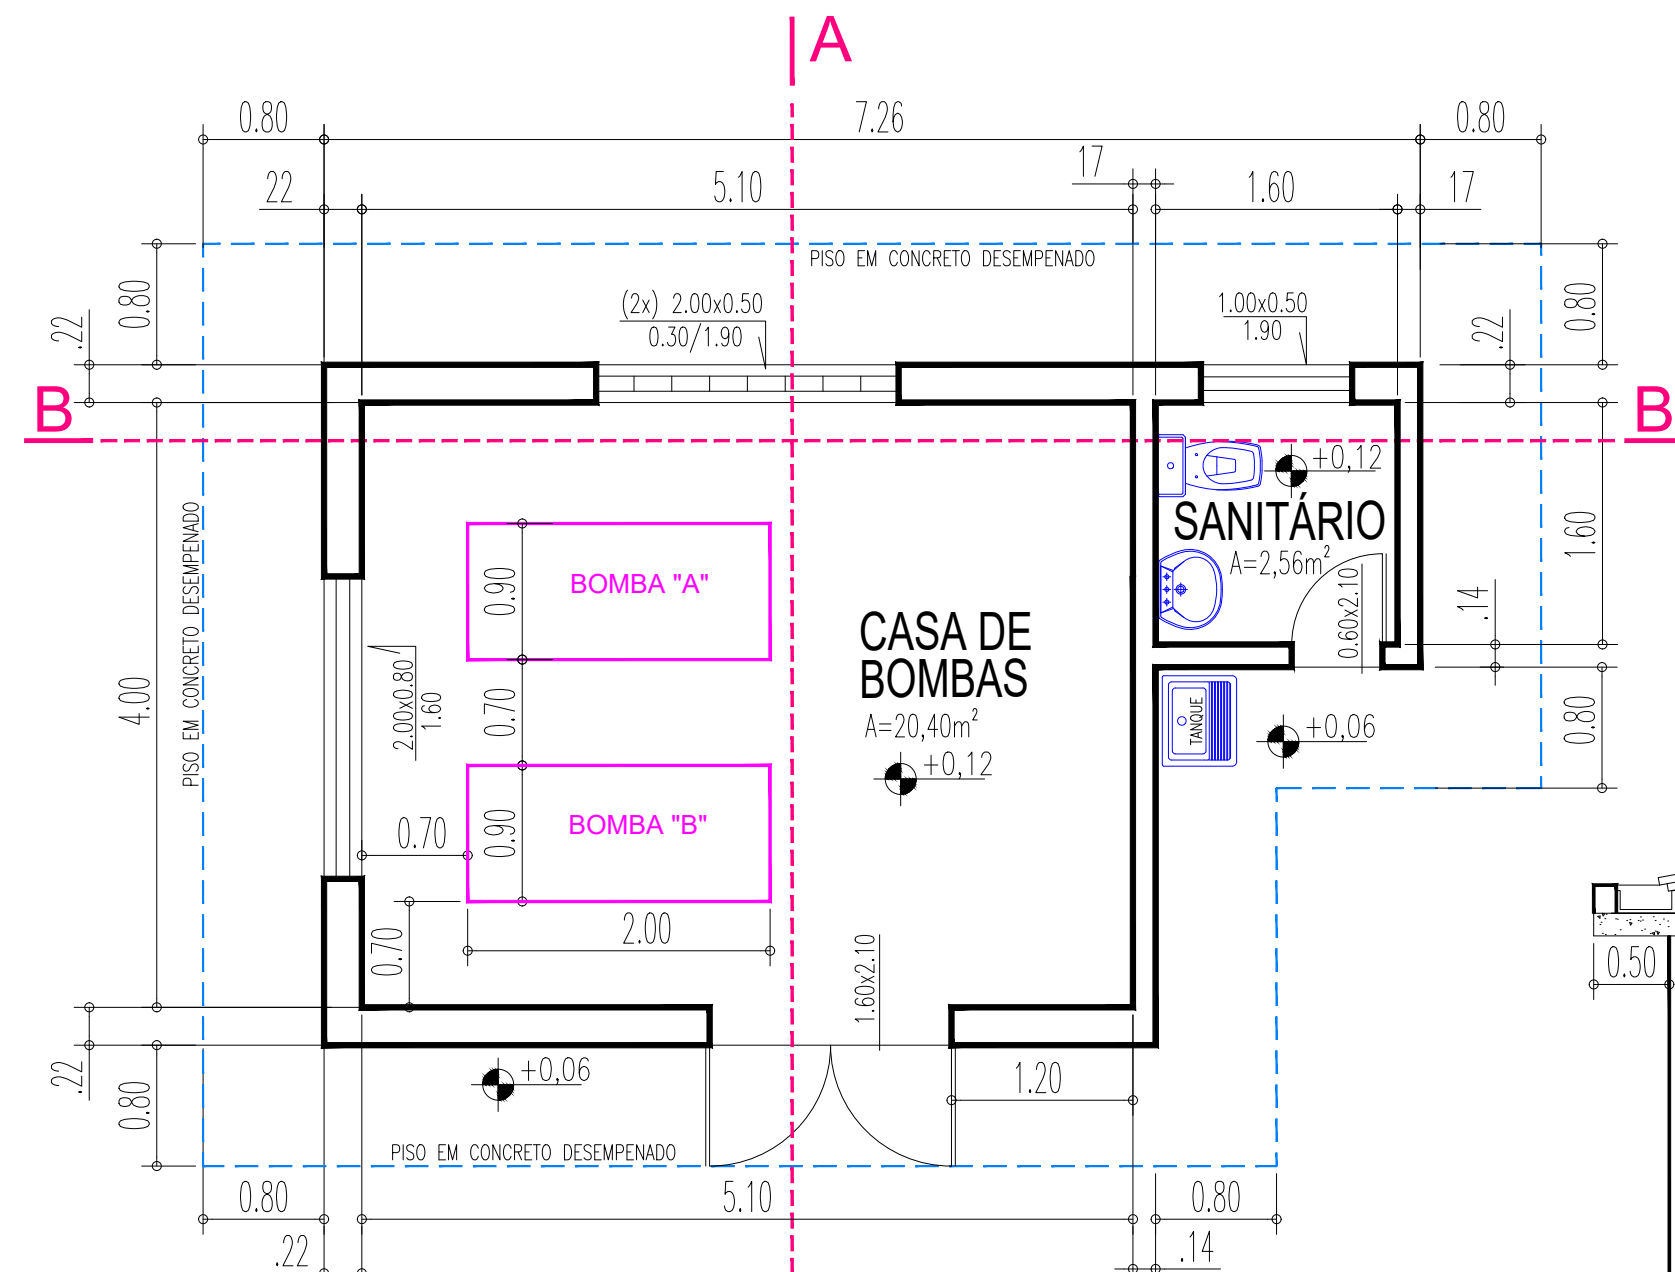 A
0.80
7.26
0.80
17
22
5.10
1.60
17
PISO EM CONCRETO DESEMPENADO
0.80
.22
(2x) 2.00x0.50
0.30/1.90
1.00x0.50
1.90
.22
0.80
B
B
+0,12
SANITÁRIO
A=2,56m²
0.60x2.10
1.60
.14
PISO EM CONCRETO DESEMPENADO
0.90
BOMBA "A"
CASA DE
BOMBAS
A=20,40m²
+0,12
4.00
2.00x0.80
1.60
0.70
TANQUE
+0,06
0.80
0.70
0.90
BOMBA "B"
0.70
2.00
1.60x2.10
0.50
.22
0.80
+0,06
1.20
PISO EM CONCRETO DESEMPENADO
0.80
5.10
0.80
.22
.14